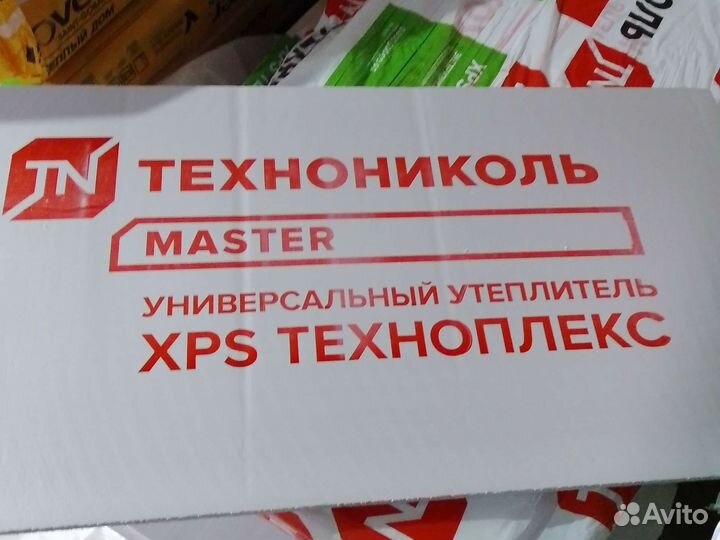 TN ТЕХНОНИКОЛЬ
MASTER
УНИВЕРСАЛЬНЫЙ УТЕПЛИТЕЛЬ
XPS ТЕХНОПЛЕКС
Avito